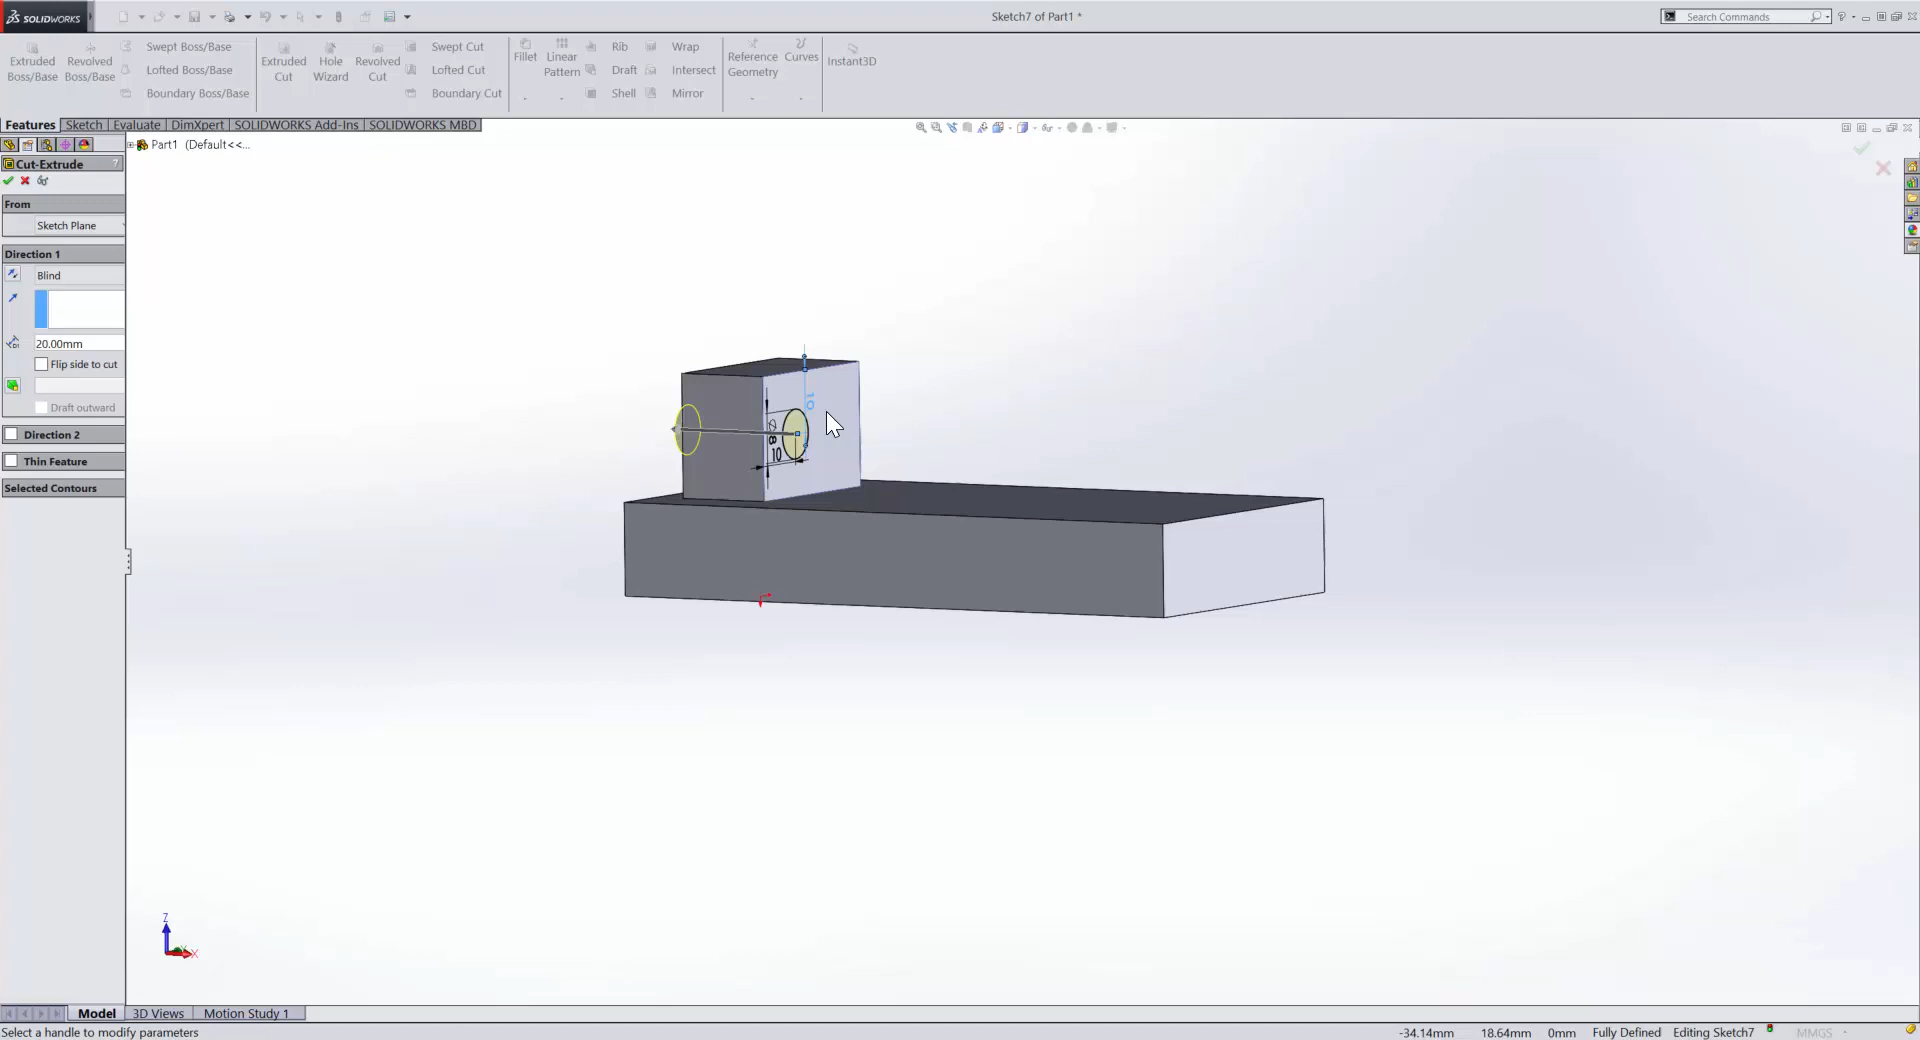 SOLIDWORKS
Sketch7 of Part1 *
Search Commands
Extruded Boss/Base
Revolved Boss/Base
Swept Boss/Base
Lofted Boss/Base
Boundary Boss/Base
Extruded Cut
Hole Wizard
Revolved Cut
Swept Cut
Lofted Cut
Boundary Cut
Fillet
Linear Pattern
Rib
Draft
Shell
Wrap
Intersect
Mirror
Reference Geometry
Curves
Instant3D
Features
Sketch
Evaluate
DimXpert
SOLIDWORKS Add-Ins
SOLIDWORKS MBD
Part1 (Default<<...
Cut-Extrude
?
From
Sketch Plane
Direction 1
Blind
20.00mm
Flip side to cut
Draft outward
Direction 2
Thin Feature
Selected Contours
10
⌀8
10
Z
X
Model
3D Views
Motion Study 1
Select a handle to modify parameters
-34.14mm
18.64mm
0mm
Fully Defined
Editing Sketch7
MMGS